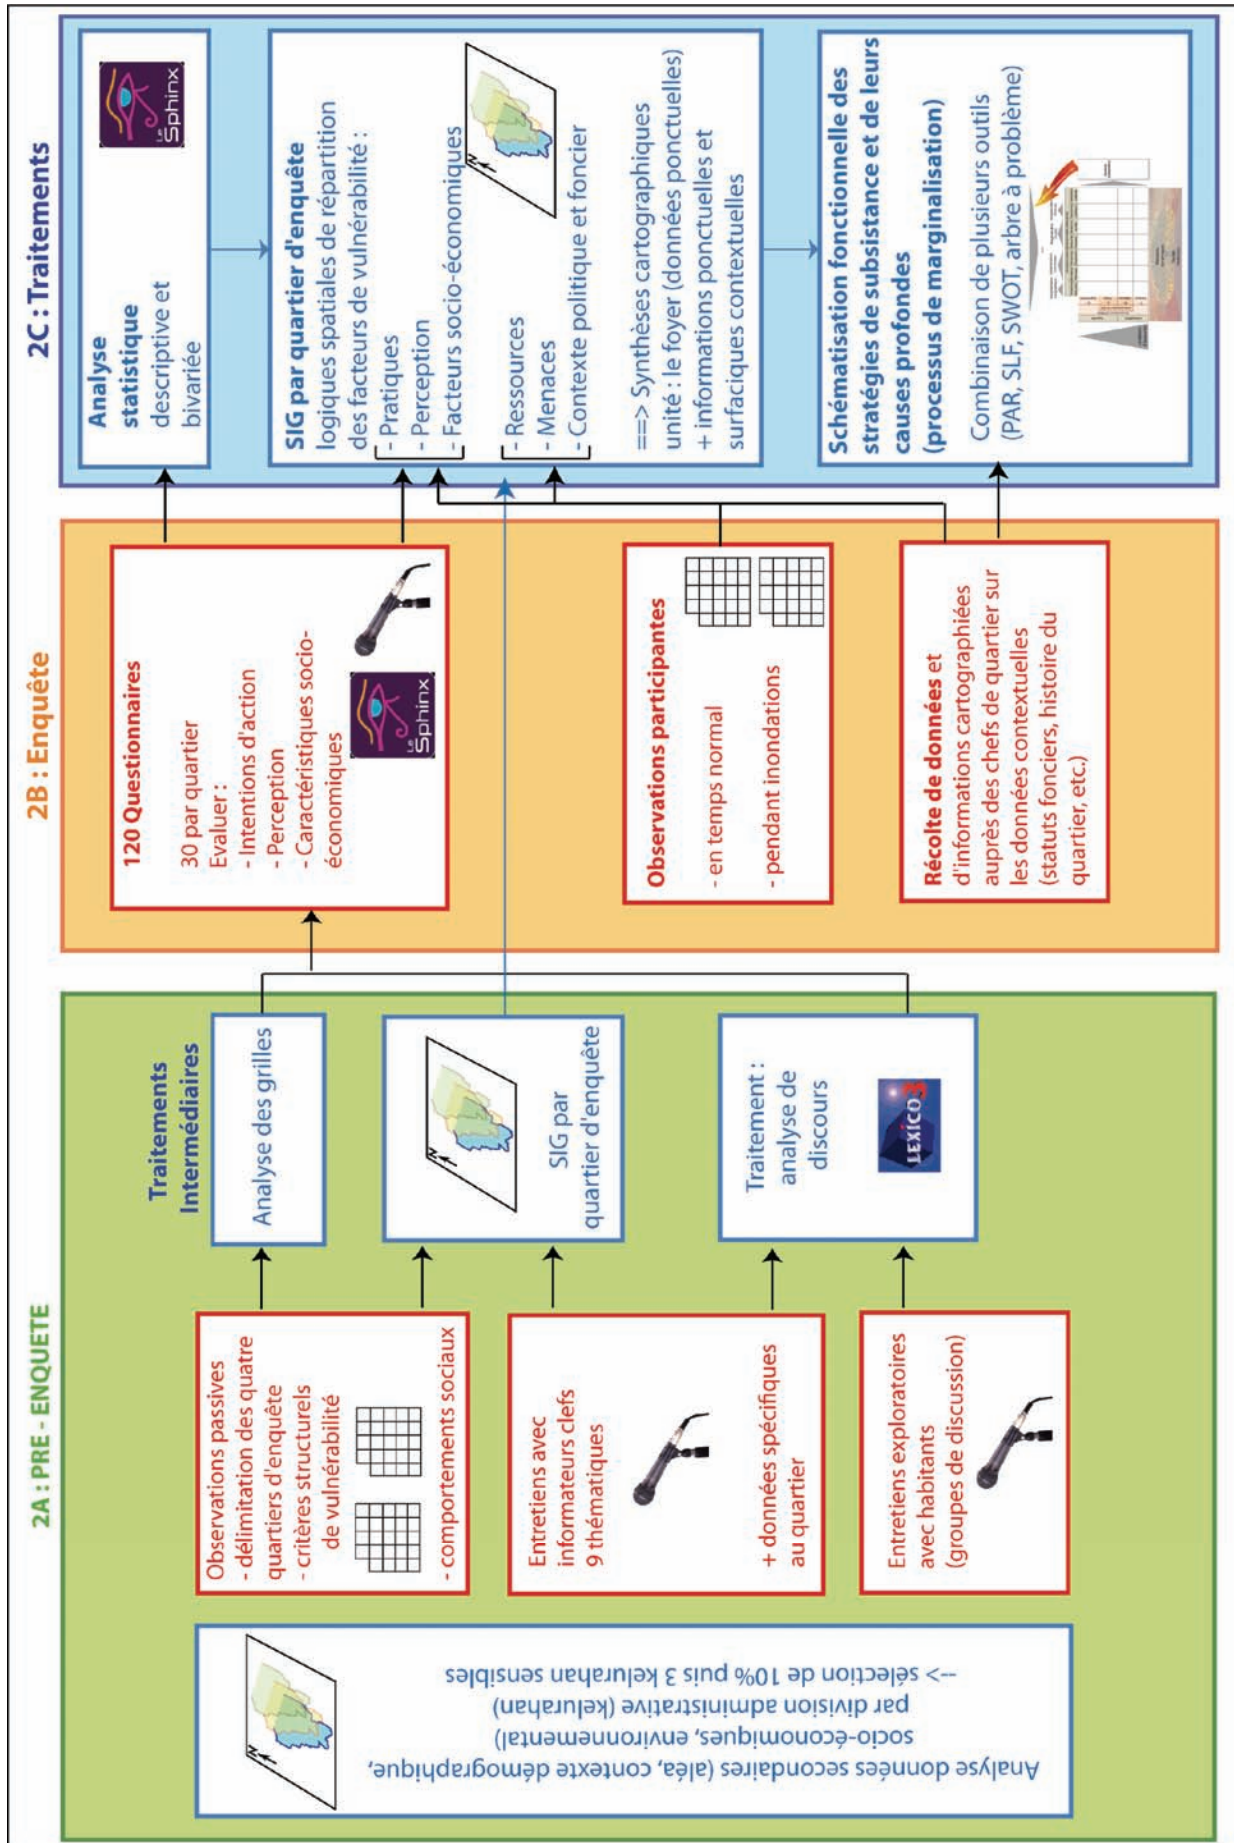 2A : PRE - ENQUETE
Analyse données secondaires (aléa, contexte démographique,
socio-économiques, environnemental)
par division administrative (kelurahan)
--> sélection de 10% puis 3 kelurahan sensibles
N
Observations passives
- délimitation des quatre
quartiers d'enquête
- critères structurels
de vulnérabilité
- comportements sociaux
Entretiens avec
informateurs clefs
9 thématiques
+ données spécifiques
au quartier
Entretiens exploratoires
avec habitants
(groupes de discussion)
Traitements
Intermédiaires
Analyse des grilles
N
SIG par
quartier d'enquête
Traitement :
analyse de
discours
LEXICO3
2B : Enquête
120 Questionnaires
30 par quartier
Evaluer :
- Intentions d'action
- Perception
- Caractéristiques socio-
économiques
Le Sphinx
Observations participantes
- en temps normal
- pendant inondations
Récolte de données et
d'informations cartographiées
auprès des chefs de quartier sur
les données contextuelles
(statuts fonciers, histoire du
quartier, etc.)
2C : Traitements
Analyse
statistique
descriptive et
bivariée
Le Sphinx
SIG par quartier d'enquête
logiques spatiales de répartition
des facteurs de vulnérabilité :
- Pratiques
- Perception
- Facteurs socio-économiques
- Ressources
- Menaces
- Contexte politique et foncier
N
==> Synthèses cartographiques
unité : le foyer (données ponctuelles)
+ informations ponctuelles et
surfaciques contextuelles
Schématisation fonctionnelle des
stratégies de subsistance et de leurs
causes profondes
(processus de marginalisation)
Combinaison de plusieurs outils
(PAR, SLF, SWOT, arbre à problème)